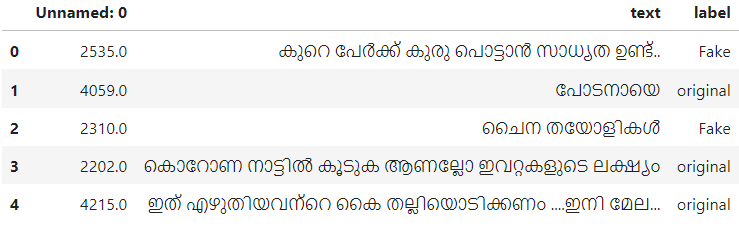 Unnamed: 0 text label
0 2535.0 കുറെ പേർക്ക് കുരു പൊട്ടാൻ സാധ്യത ഉണ്ട്.. Fake
1 4059.0 പോടനായെ original
2 2310.0 ചൈന തയോളികൾ Fake
3 2202.0 കൊറോണ നാട്ടിൽ കൂടുക ആണല്ലോ ഇവറ്റകളുടെ ലക്ഷ്യം original
4 4215.0 ഇത് എഴുതിയവന്റെ കൈ തല്ലിയൊടിക്കണം ....ഇനി മേല... original